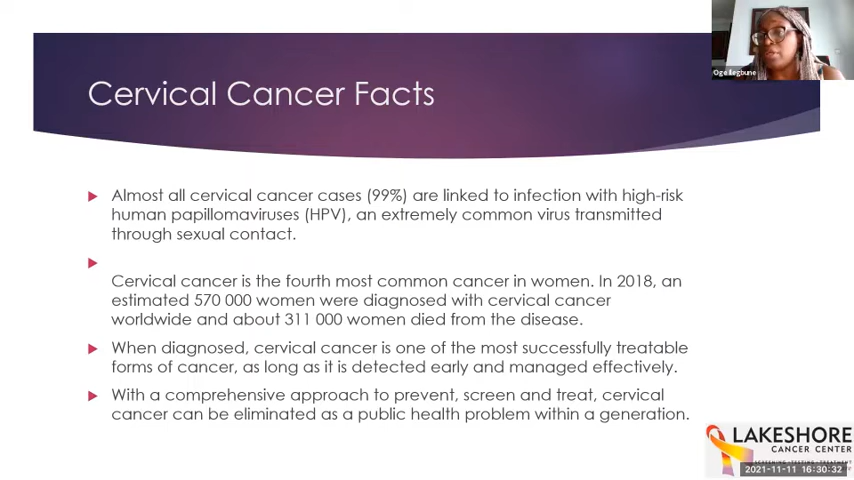 Oge Ilegbune
Cervical Cancer Facts
Almost all cervical cancer cases (99%) are linked to infection with high-risk
human papillomaviruses (HPV), an extremely common virus transmitted
through sexual contact.
Cervical cancer is the fourth most common cancer in women. In 2018, an
estimated 570 000 women were diagnosed with cervical cancer
worldwide and about 311 000 women died from the disease.
When diagnosed, cervical cancer is one of the most successfully treatable
forms of cancer, as long as it is detected early and managed effectively.
With a comprehensive approach to prevent, screen and treat, cervical
cancer can be eliminated as a public health problem within a generation.
LAKESHORE
CANCER CENTER
SCREENING • TESTING • TREATMENT
2021-11-11 16:30:32